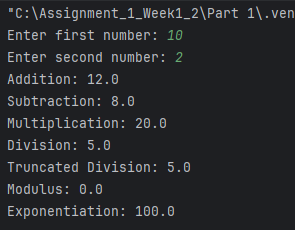 "C:\Assignment_1_Week1_2\Part 1\.ven
Enter first number: 10
Enter second number: 2
Addition: 12.0
Subtraction: 8.0
Multiplication: 20.0
Division: 5.0
Truncated Division: 5.0
Modulus: 0.0
Exponentiation: 100.0